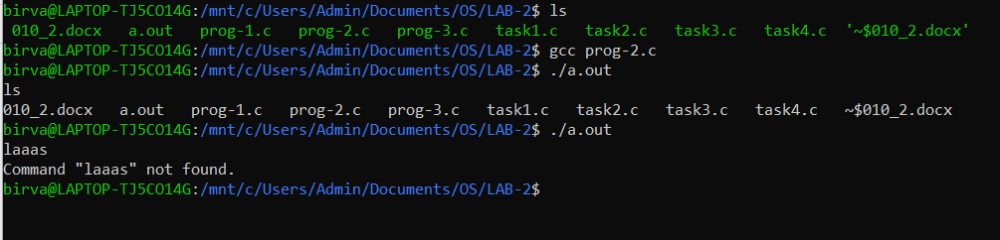 birva@LAPTOP-TJ5CO14G:/mnt/c/Users/Admin/Documents/OS/LAB-2$ ls
010_2.docx a.out prog-1.c prog-2.c prog-3.c task1.c task2.c task3.c task4.c '~$010_2.docx'
birva@LAPTOP-TJ5CO14G:/mnt/c/Users/Admin/Documents/OS/LAB-2$ gcc prog-2.c
birva@LAPTOP-TJ5CO14G:/mnt/c/Users/Admin/Documents/OS/LAB-2$ ./a.out
ls
010_2.docx a.out prog-1.c prog-2.c prog-3.c task1.c task2.c task3.c task4.c ~$010_2.docx
birva@LAPTOP-TJ5CO14G:/mnt/c/Users/Admin/Documents/OS/LAB-2$ ./a.out
laaas
Command "laaas" not found.
birva@LAPTOP-TJ5CO14G:/mnt/c/Users/Admin/Documents/OS/LAB-2$